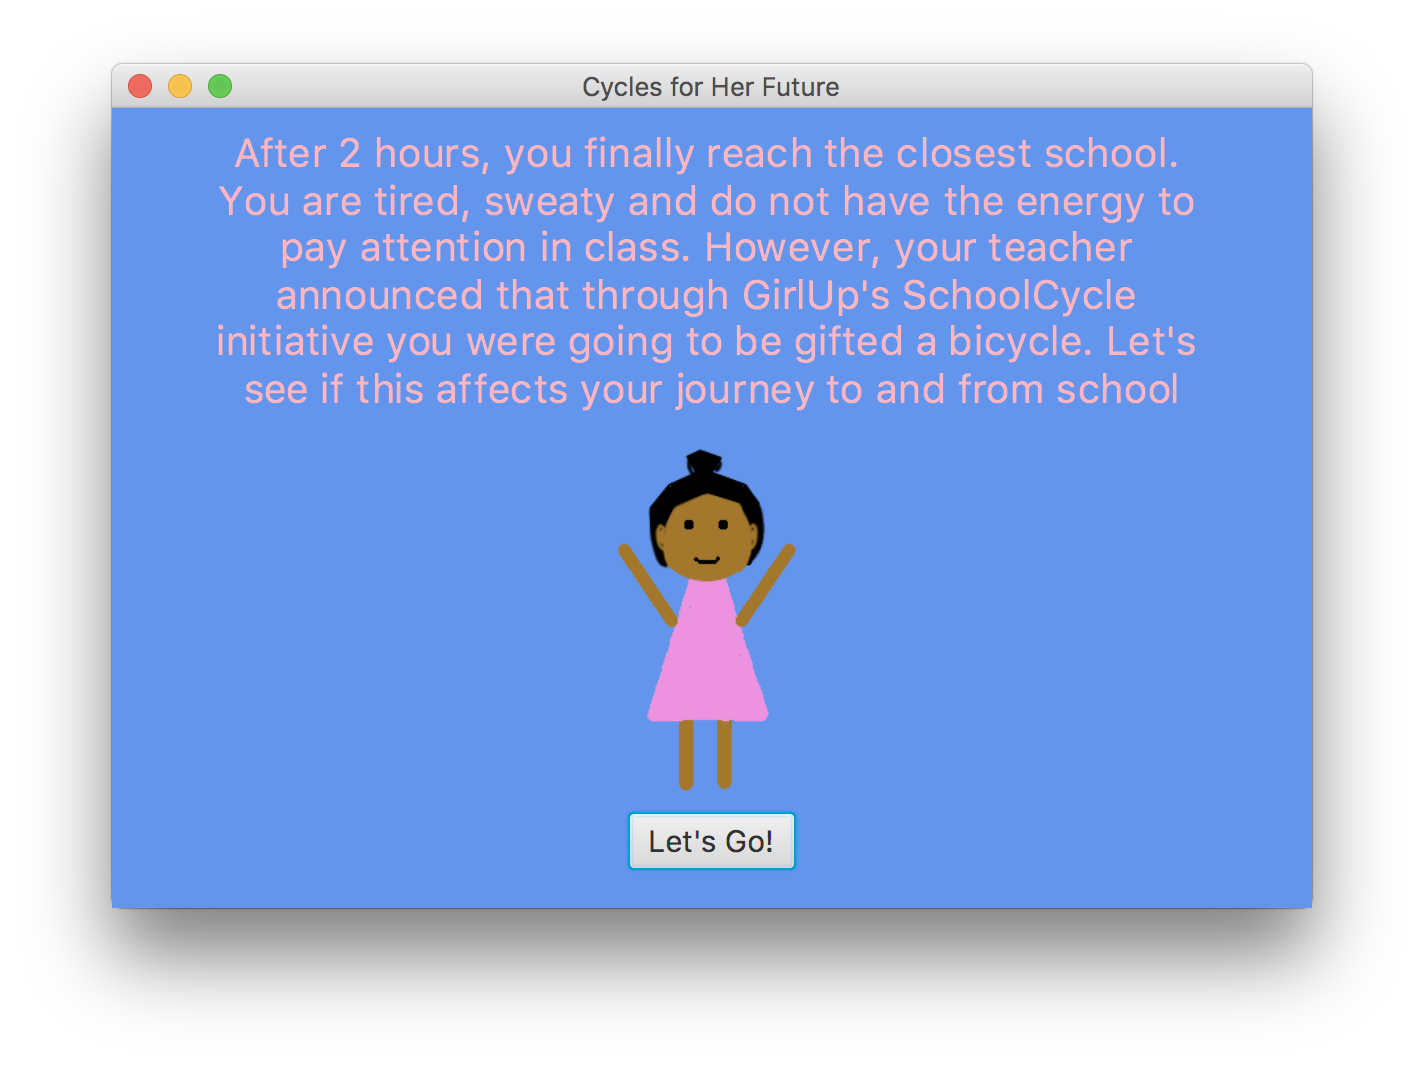 Cycles for Her Future
After 2 hours, you finally reach the closest school.
You are tired, sweaty and do not have the energy to
pay attention in class. However, your teacher
announced that through GirlUp's SchoolCycle
initiative you were going to be gifted a bicycle. Let's
see if this affects your journey to and from school
Let's Go!